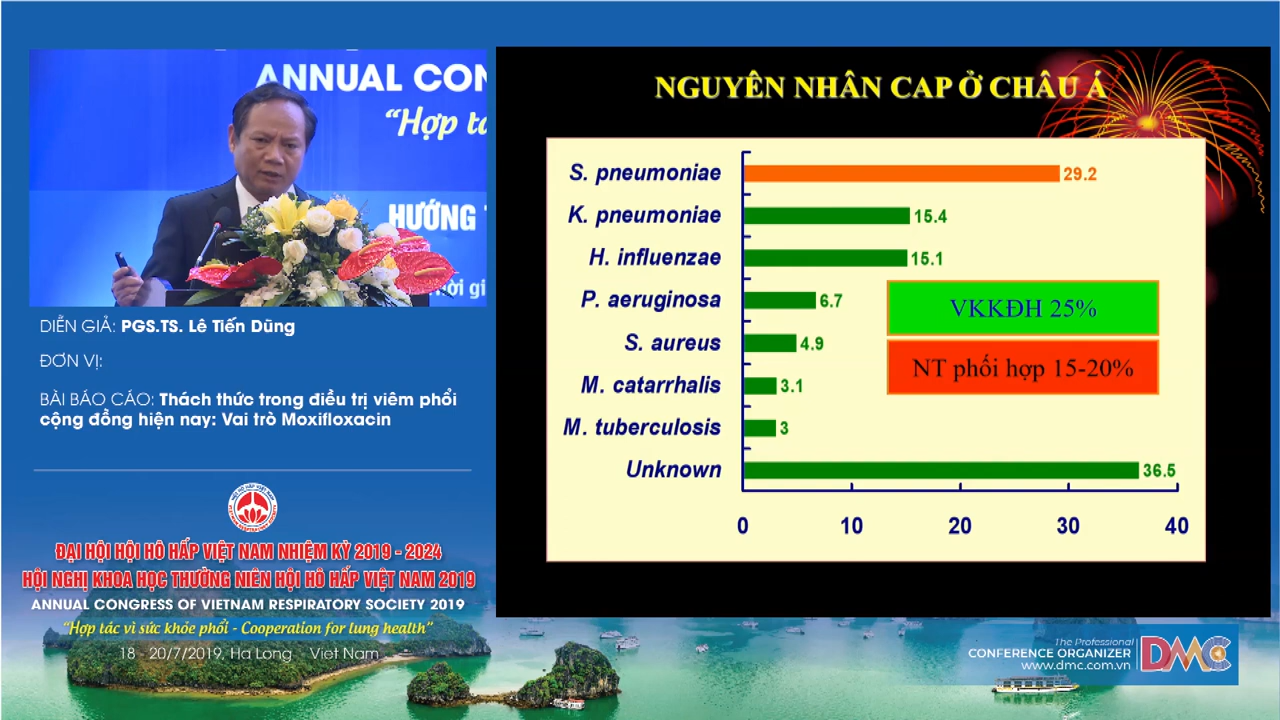 ANNUAL CON
“Hợp tá
HƯỚNG T
ời gi
DIỄN GIẢ: PGS.TS. Lê Tiến Dũng
ĐƠN VỊ:
BÀI BÁO CÁO: Thách thức trong điều trị viêm phổi
cộng đồng hiện nay: Vai trò Moxifloxacin
ĐẠI HỘI HỘI HÔ HẤP VIỆT NAM NHIỆM KỲ 2019 - 2024
HỘI NGHỊ KHOA HỌC THƯỜNG NIÊN HỘI HÔ HẤP VIỆT NAM 2019
ANNUAL CONGRESS OF VIETNAM RESPIRATORY SOCIETY 2019
“Hợp tác vì sức khỏe phổi - Cooperation for lung health”
18 - 20/7/2019, Ha Long Viet Nam
NGUYÊN NHÂN CAP Ở CHÂU Á
S. pneumoniae 29.2
K. pneumoniae 15.4
H. influenzae 15.1
P. aeruginosa 6.7
S. aureus 4.9
M. catarrhalis 3.1
M. tuberculosis 3
Unknown 36.5
VKKĐH 25%
NT phối hợp 15-20%
0 10 20 30 40
The Professional
CONFERENCE ORGANIZER
www.dmc.com.vn
DMC